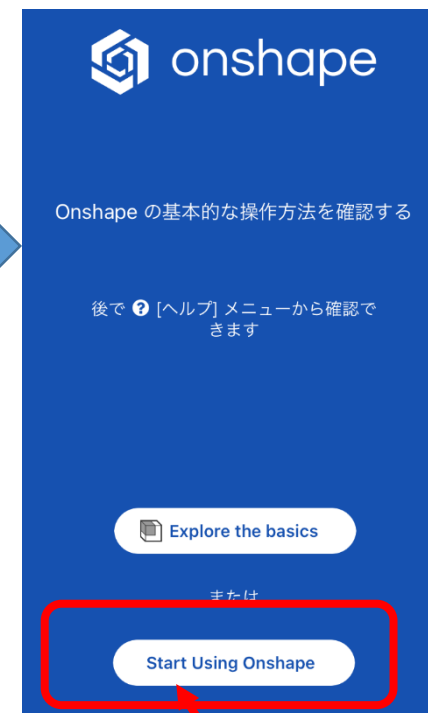 onshape
Onshape の基本的な操作方法を確認する
後で ? [ヘルプ] メニューから確認で
きます
Explore the basics
または
Start Using Onshape